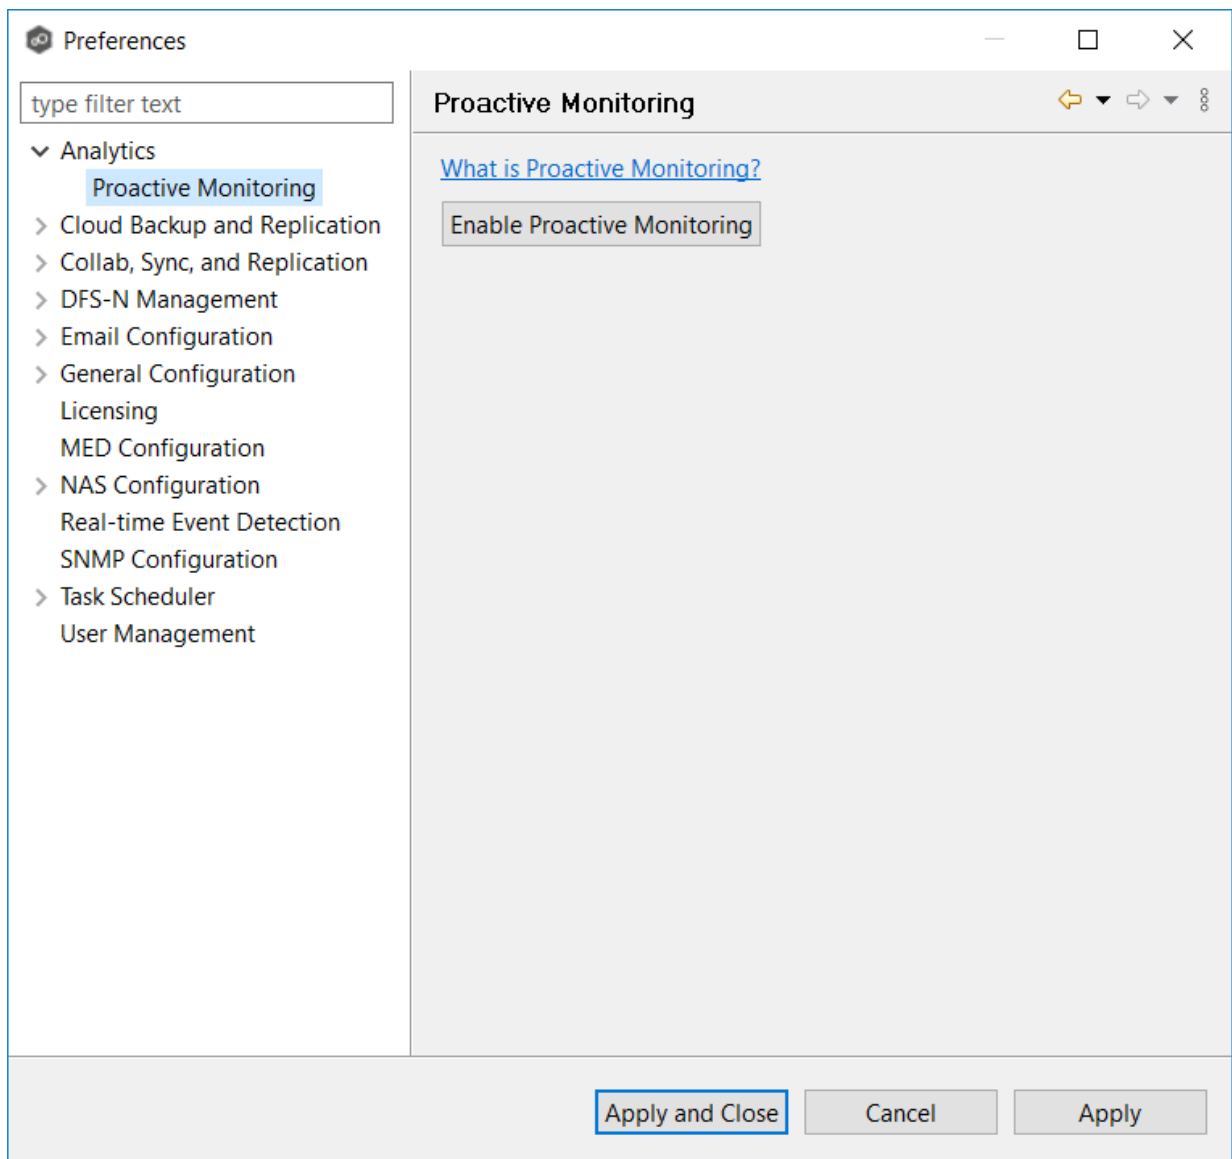 Preferences
type filter text
Analytics
Proactive Monitoring
Cloud Backup and Replication
Collab, Sync, and Replication
DFS-N Management
Email Configuration
General Configuration
Licensing
MED Configuration
NAS Configuration
Real-time Event Detection
SNMP Configuration
Task Scheduler
User Management
Proactive Monitoring
What is Proactive Monitoring?
Enable Proactive Monitoring
Apply and Close
Cancel
Apply